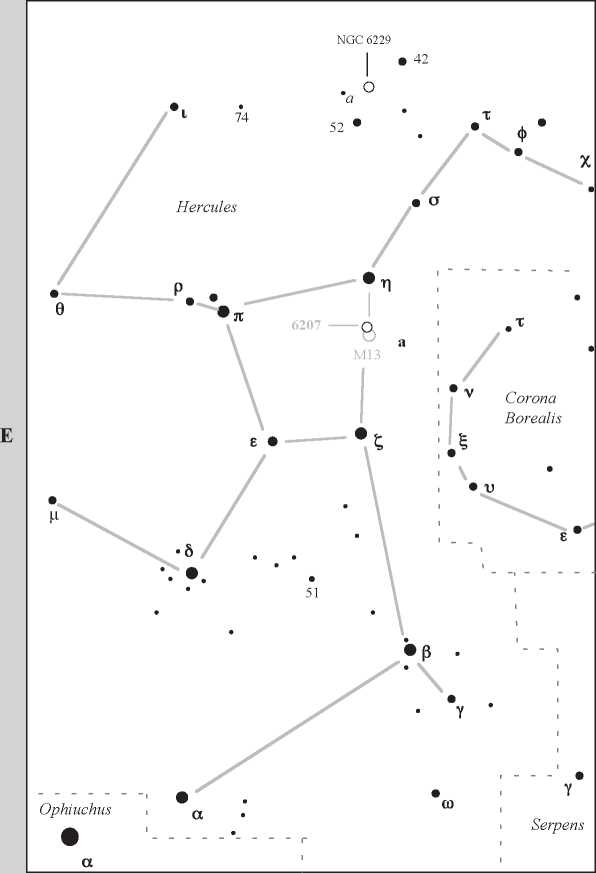 NGC 6229
42
a
74
52
ι
τ
φ
χ
σ
Hercules
η
ρ
θ
π
6207
a
M13
τ
ν
Corona
Borealis
E
ε
ζ
ξ
υ
μ
ε
δ
51
β
γ
α
ω
γ
Ophiuchus
Serpens
α